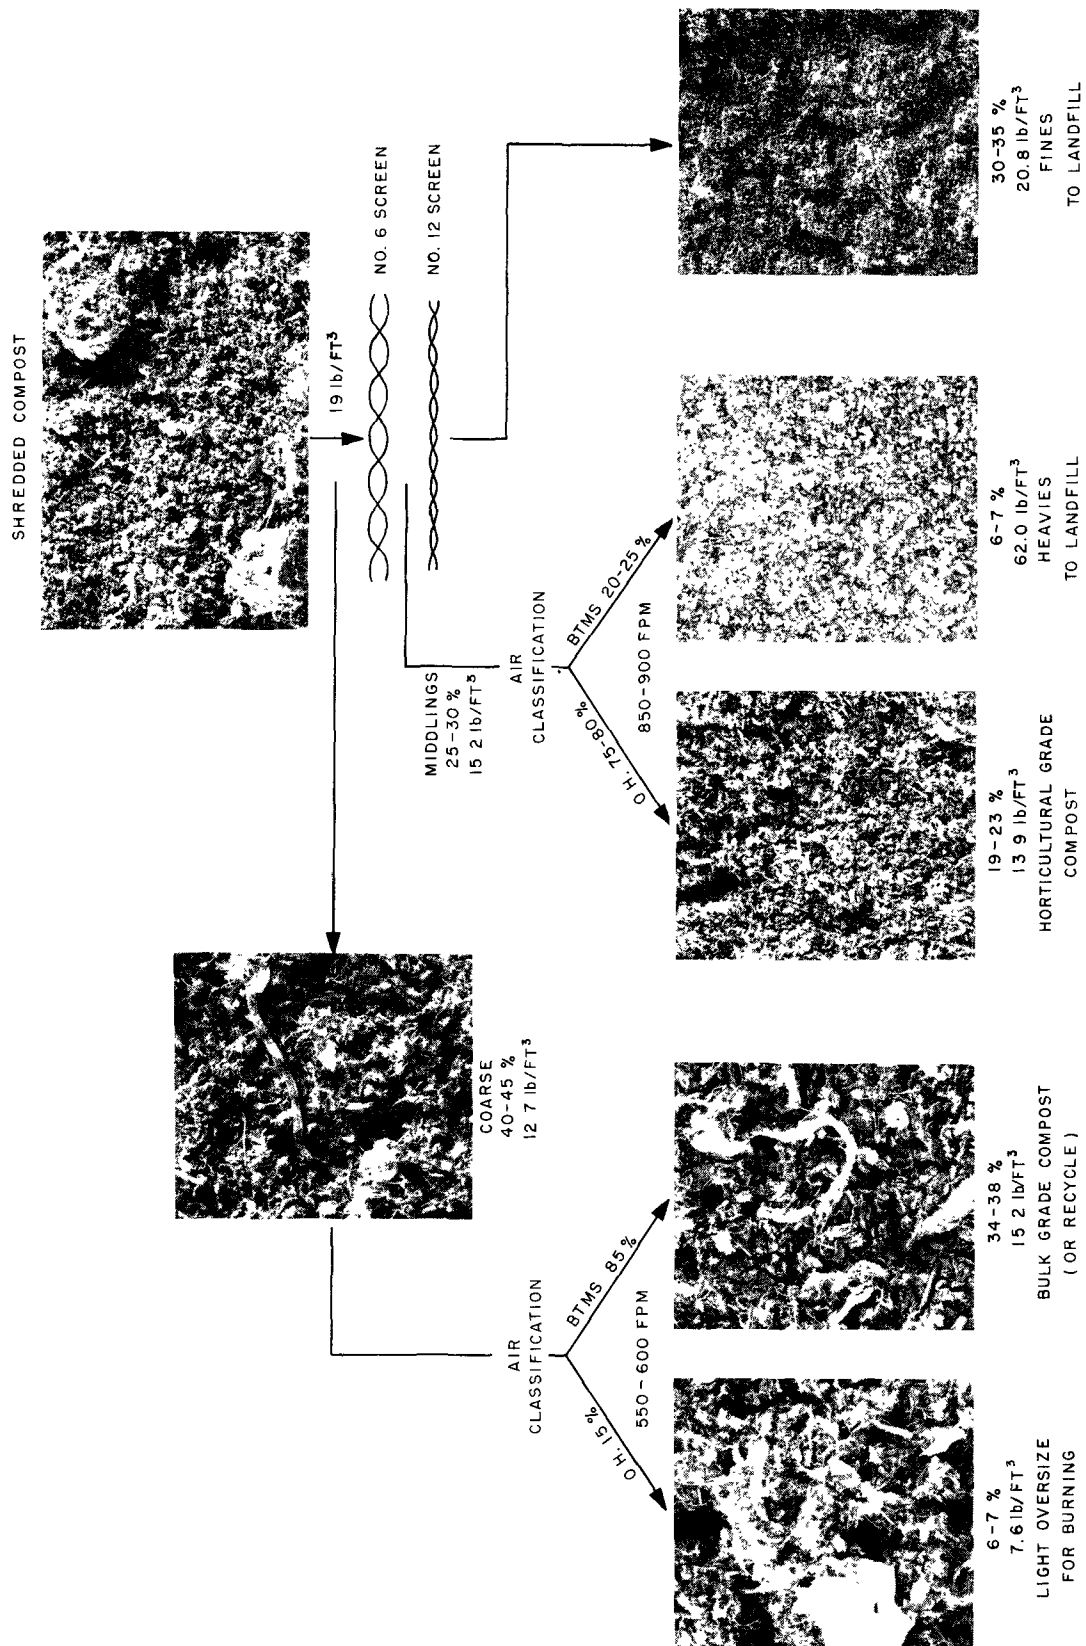 SHREDDED COMPOST
19 lb/FT³
NO. 6 SCREEN
NO. 12 SCREEN
COARSE
40-45 %
12 7 lb/FT³
MIDDLINGS
25-30 %
15 2 lb/FT³
AIR
CLASSIFICATION
O H. 15%
BTMS 85%
550-600 FPM
AIR
CLASSIFICATION
O H. 75-80%
BTMS 20-25%
850-900 FPM
6-7 %
7.6 lb/FT³
LIGHT OVERSIZE
FOR BURNING
34-38 %
15 2 lb/FT³
BULK GRADE COMPOST
( OR RECYCLE )
19-23 %
13 9 lb/FT³
HORTICULTURAL GRADE
COMPOST
6-7 %
62.0 lb/FT³
HEAVIES
TO LANDFILL
30-35 %
20.8 lb/FT³
FINES
TO LANDFILL